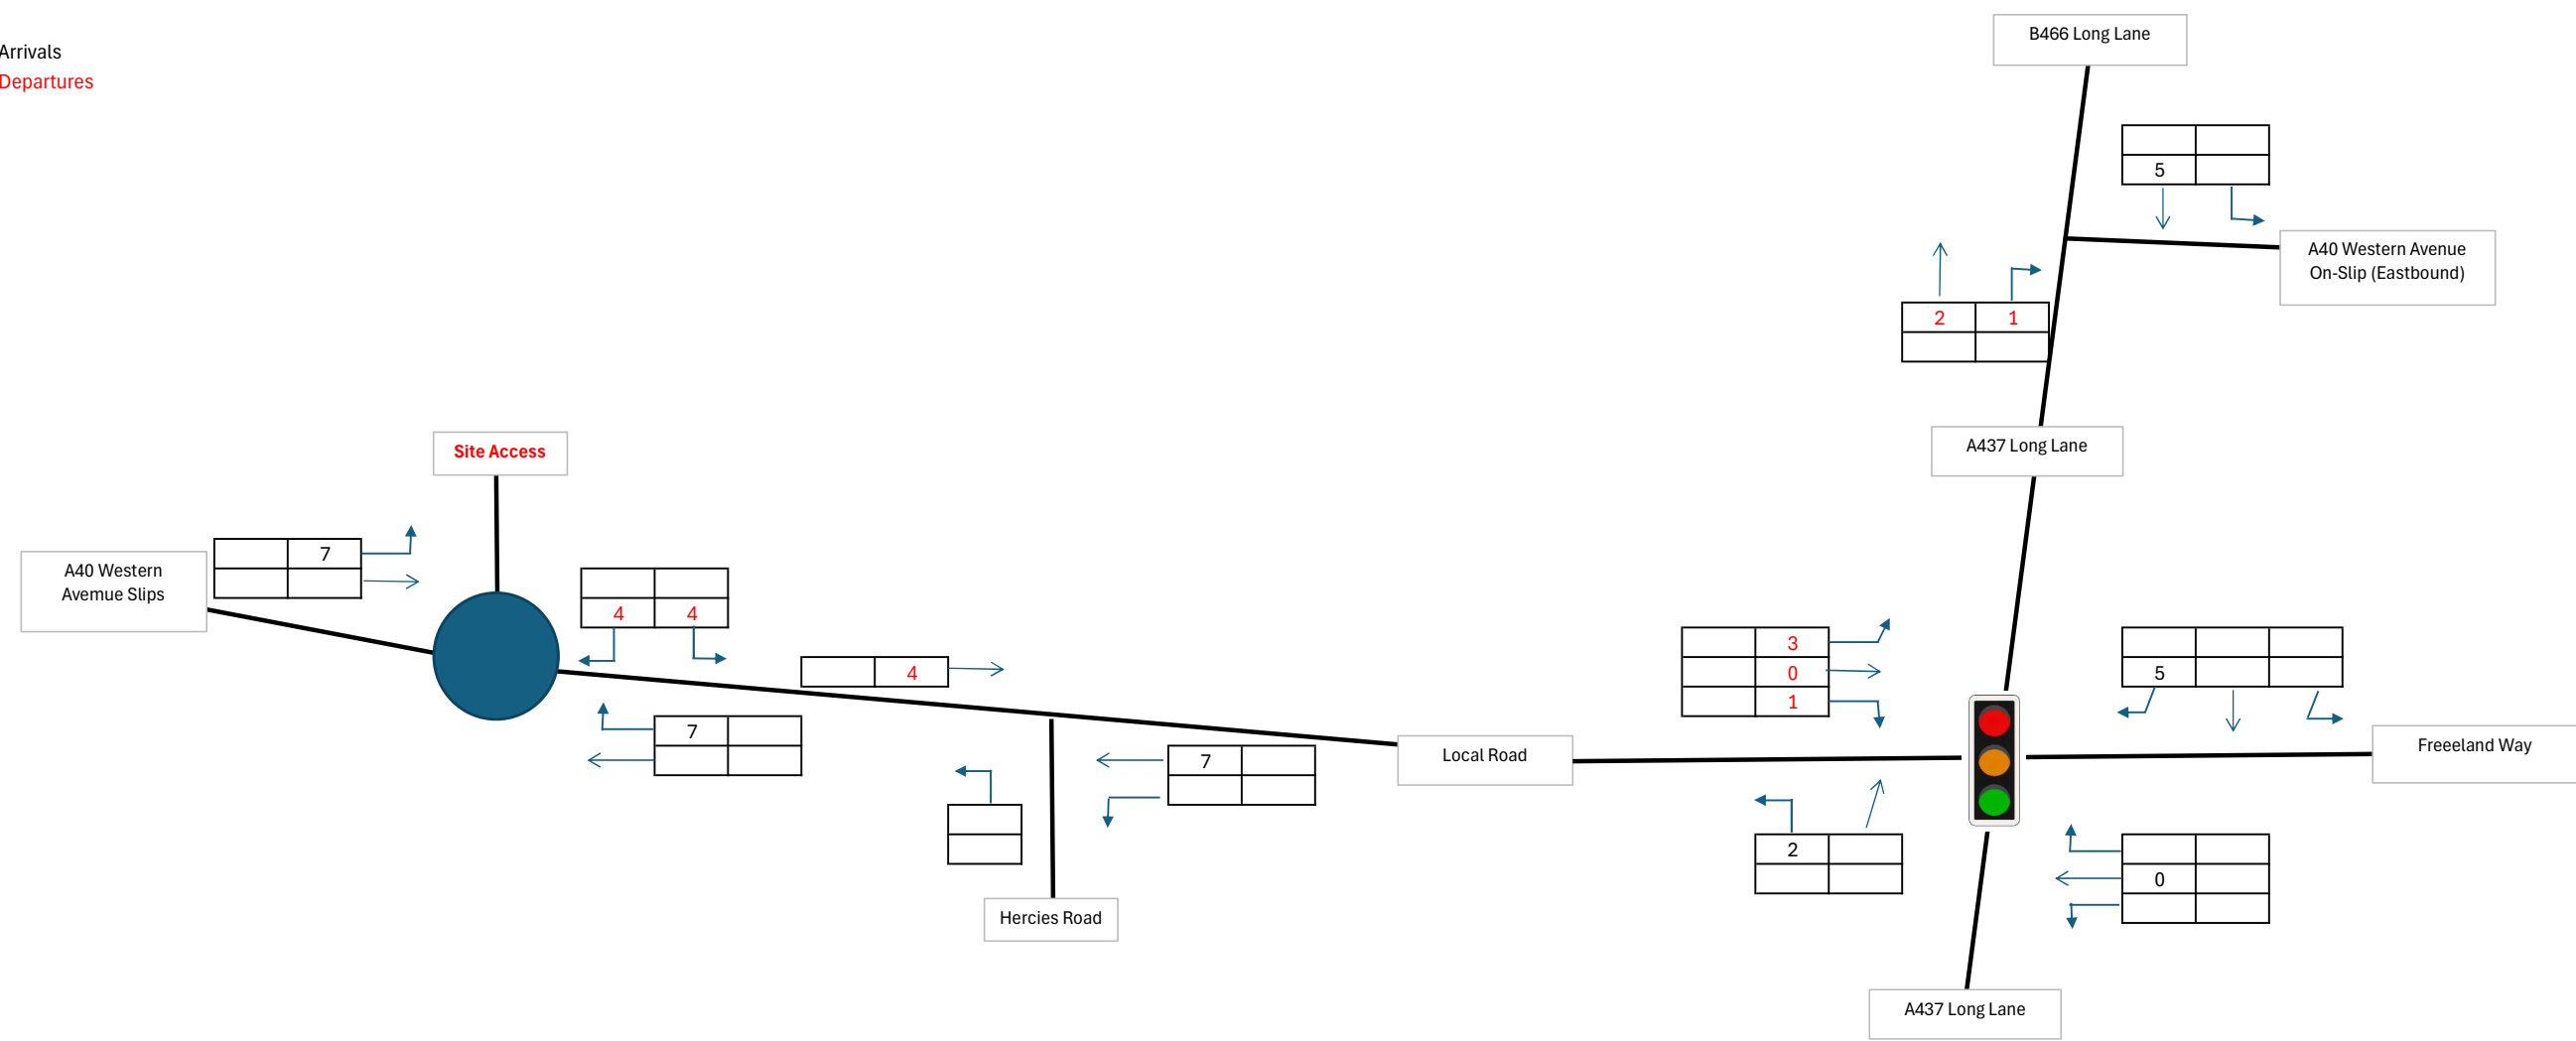 B466 Long Lane
Arrivals
Departures
5
A40 Western Avenue
On-Slip (Eastbound)
2 1
A437 Long Lane
Site Access
7
A40 Western
Avemue Slips
4 4
4
3
0
1
5
7
7
Local Road
Freeeland Way
2
0
Hercies Road
A437 Long Lane